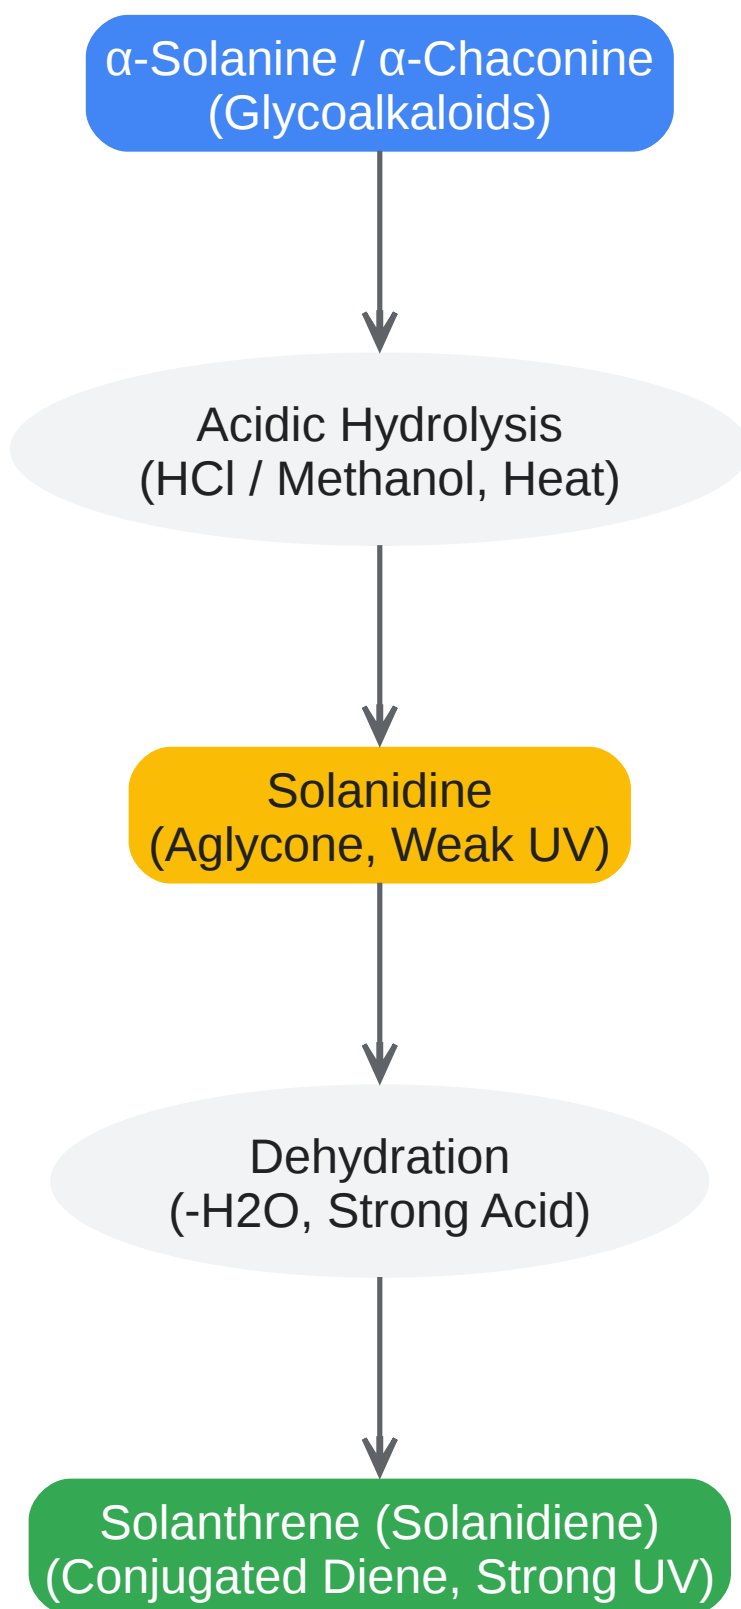 α-Solanine / α-Chaconine
(Glycoalkaloids)
Acidic Hydrolysis
(HCl / Methanol, Heat)
Solanidine
(Aglycone, Weak UV)
Dehydration
(-H2O, Strong Acid)
Solanthrene (Solanidiene)
(Conjugated Diene, Strong UV)